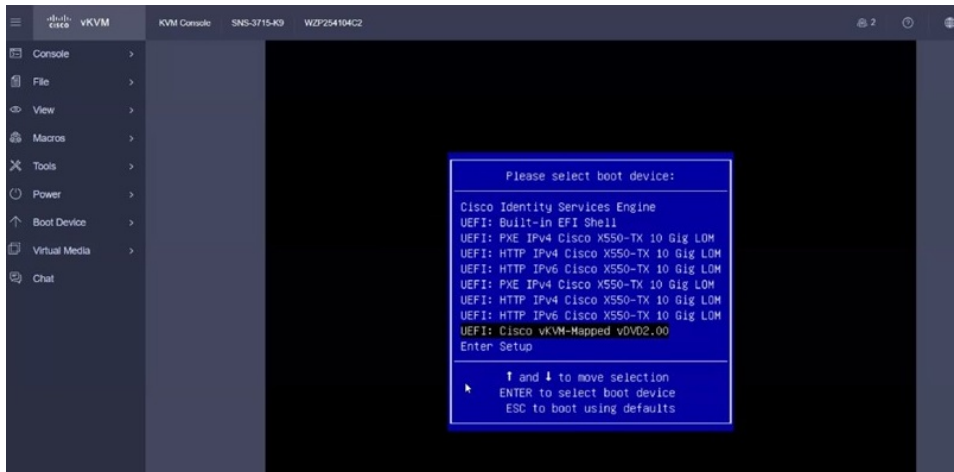 cisco vKVM
KVM Console SNS-3715-K9 WZP254104C2
2
Console
File
View
Macros
Tools
Power
Boot Device
Virtual Media
Chat
Please select boot device:
Cisco Identity Services Engine
UEFI: Built-in EFI Shell
UEFI: PXE IPv4 Cisco X550-TX 10 Gig LOM
UEFI: HTTP IPv4 Cisco X550-TX 10 Gig LOM
UEFI: HTTP IPv6 Cisco X550-TX 10 Gig LOM
UEFI: PXE IPv4 Cisco X550-TX 10 Gig LOM
UEFI: HTTP IPv4 Cisco X550-TX 10 Gig LOM
UEFI: HTTP IPv6 Cisco X550-TX 10 Gig LOM
UEFI: Cisco vKVM-Mapped vDVD2.00
Enter Setup
↑ and ↓ to move selection
ENTER to select boot device
ESC to boot using defaults